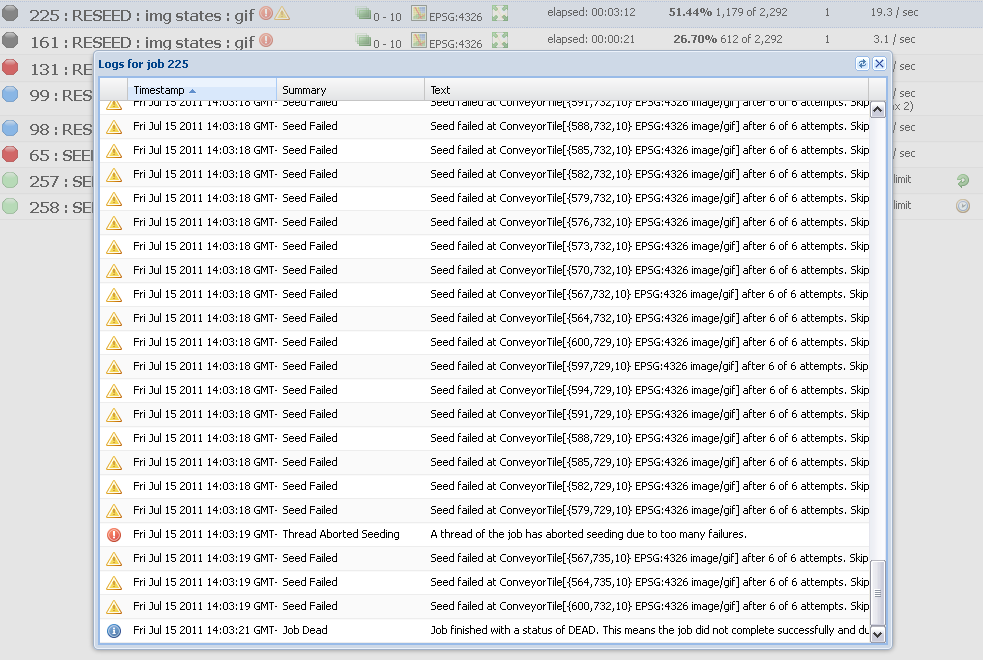 225 : RESEED : img states : gif 0 - 10 EPSG:4326 elapsed: 00:03:12 51.44% 1,179 of 2,292 1 19.3 / sec
161 : RESEED : img states : gif 0 - 10 EPSG:4326 elapsed: 00:00:21 26.70% 612 of 2,292 1 3.1 / sec
Logs for job 225
131 : RE / sec
99 : RES / sec
x 2)
98 : RES / sec
65 : SEE / sec
257 : SE limit
258 : SE limit
Timestamp Summary Text
Fri Jul 15 2011 14:03:18 GMT- Seed Failed Seed failed at ConveyorTile[{591,732,10} EPSG:4326 image/gif] after 6 of 6 attempts. Skip
Fri Jul 15 2011 14:03:18 GMT- Seed Failed Seed failed at ConveyorTile[{588,732,10} EPSG:4326 image/gif] after 6 of 6 attempts. Skip
Fri Jul 15 2011 14:03:18 GMT- Seed Failed Seed failed at ConveyorTile[{585,732,10} EPSG:4326 image/gif] after 6 of 6 attempts. Skip
Fri Jul 15 2011 14:03:18 GMT- Seed Failed Seed failed at ConveyorTile[{582,732,10} EPSG:4326 image/gif] after 6 of 6 attempts. Skip
Fri Jul 15 2011 14:03:18 GMT- Seed Failed Seed failed at ConveyorTile[{579,732,10} EPSG:4326 image/gif] after 6 of 6 attempts. Skip
Fri Jul 15 2011 14:03:18 GMT- Seed Failed Seed failed at ConveyorTile[{576,732,10} EPSG:4326 image/gif] after 6 of 6 attempts. Skip
Fri Jul 15 2011 14:03:18 GMT- Seed Failed Seed failed at ConveyorTile[{573,732,10} EPSG:4326 image/gif] after 6 of 6 attempts. Skip
Fri Jul 15 2011 14:03:18 GMT- Seed Failed Seed failed at ConveyorTile[{570,732,10} EPSG:4326 image/gif] after 6 of 6 attempts. Skip
Fri Jul 15 2011 14:03:18 GMT- Seed Failed Seed failed at ConveyorTile[{567,732,10} EPSG:4326 image/gif] after 6 of 6 attempts. Skip
Fri Jul 15 2011 14:03:18 GMT- Seed Failed Seed failed at ConveyorTile[{564,732,10} EPSG:4326 image/gif] after 6 of 6 attempts. Skip
Fri Jul 15 2011 14:03:18 GMT- Seed Failed Seed failed at ConveyorTile[{600,729,10} EPSG:4326 image/gif] after 6 of 6 attempts. Skip
Fri Jul 15 2011 14:03:18 GMT- Seed Failed Seed failed at ConveyorTile[{597,729,10} EPSG:4326 image/gif] after 6 of 6 attempts. Skip
Fri Jul 15 2011 14:03:18 GMT- Seed Failed Seed failed at ConveyorTile[{594,729,10} EPSG:4326 image/gif] after 6 of 6 attempts. Skip
Fri Jul 15 2011 14:03:18 GMT- Seed Failed Seed failed at ConveyorTile[{591,729,10} EPSG:4326 image/gif] after 6 of 6 attempts. Skip
Fri Jul 15 2011 14:03:18 GMT- Seed Failed Seed failed at ConveyorTile[{588,729,10} EPSG:4326 image/gif] after 6 of 6 attempts. Skip
Fri Jul 15 2011 14:03:18 GMT- Seed Failed Seed failed at ConveyorTile[{585,729,10} EPSG:4326 image/gif] after 6 of 6 attempts. Skip
Fri Jul 15 2011 14:03:18 GMT- Seed Failed Seed failed at ConveyorTile[{582,729,10} EPSG:4326 image/gif] after 6 of 6 attempts. Skip
Fri Jul 15 2011 14:03:18 GMT- Seed Failed Seed failed at ConveyorTile[{579,729,10} EPSG:4326 image/gif] after 6 of 6 attempts. Skip
Fri Jul 15 2011 14:03:19 GMT- Thread Aborted Seeding A thread of the job has aborted seeding due to too many failures.
Fri Jul 15 2011 14:03:19 GMT- Seed Failed Seed failed at ConveyorTile[{567,735,10} EPSG:4326 image/gif] after 6 of 6 attempts. Skip
Fri Jul 15 2011 14:03:19 GMT- Seed Failed Seed failed at ConveyorTile[{564,735,10} EPSG:4326 image/gif] after 6 of 6 attempts. Skip
Fri Jul 15 2011 14:03:19 GMT- Seed Failed Seed failed at ConveyorTile[{600,732,10} EPSG:4326 image/gif] after 6 of 6 attempts. Skip
Fri Jul 15 2011 14:03:21 GMT- Job Dead Job finished with a status of DEAD. This means the job did not complete successfully and du